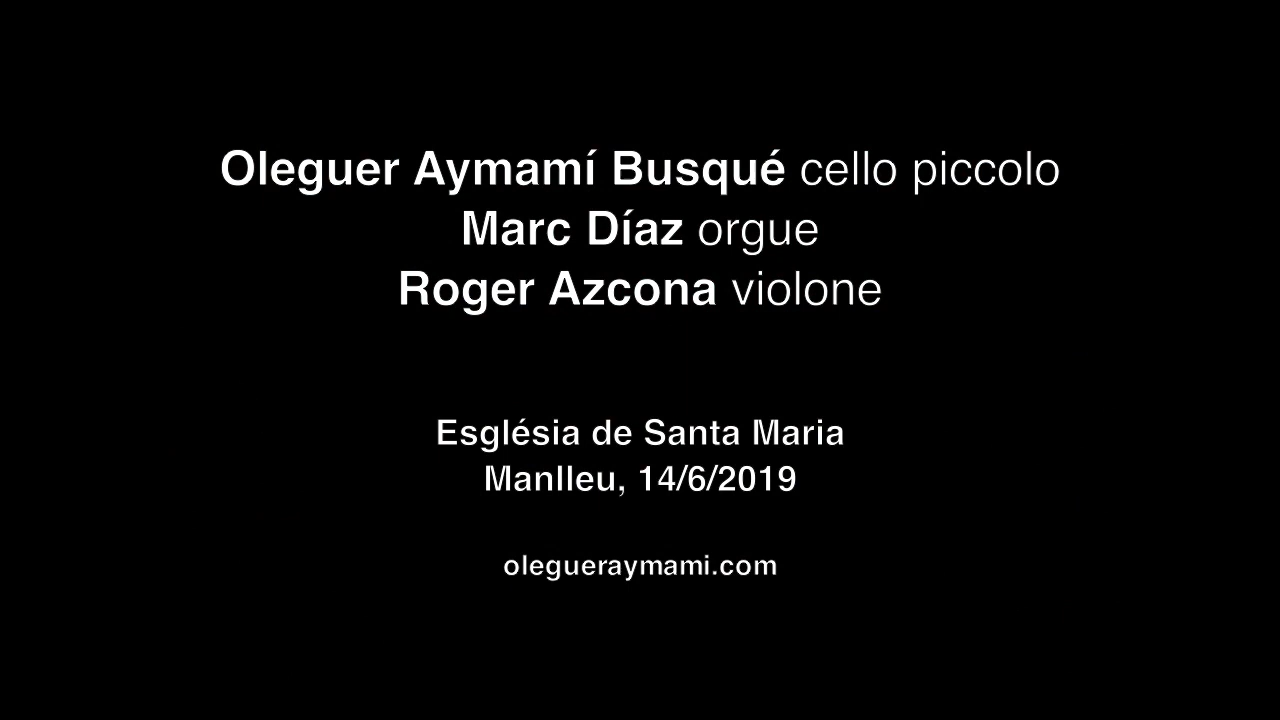 Oleguer Aymamí Busqué cello piccolo
Marc Díaz orgue
Roger Azcona violone
Església de Santa Maria
Manlleu, 14/6/2019
olegueraymami.com